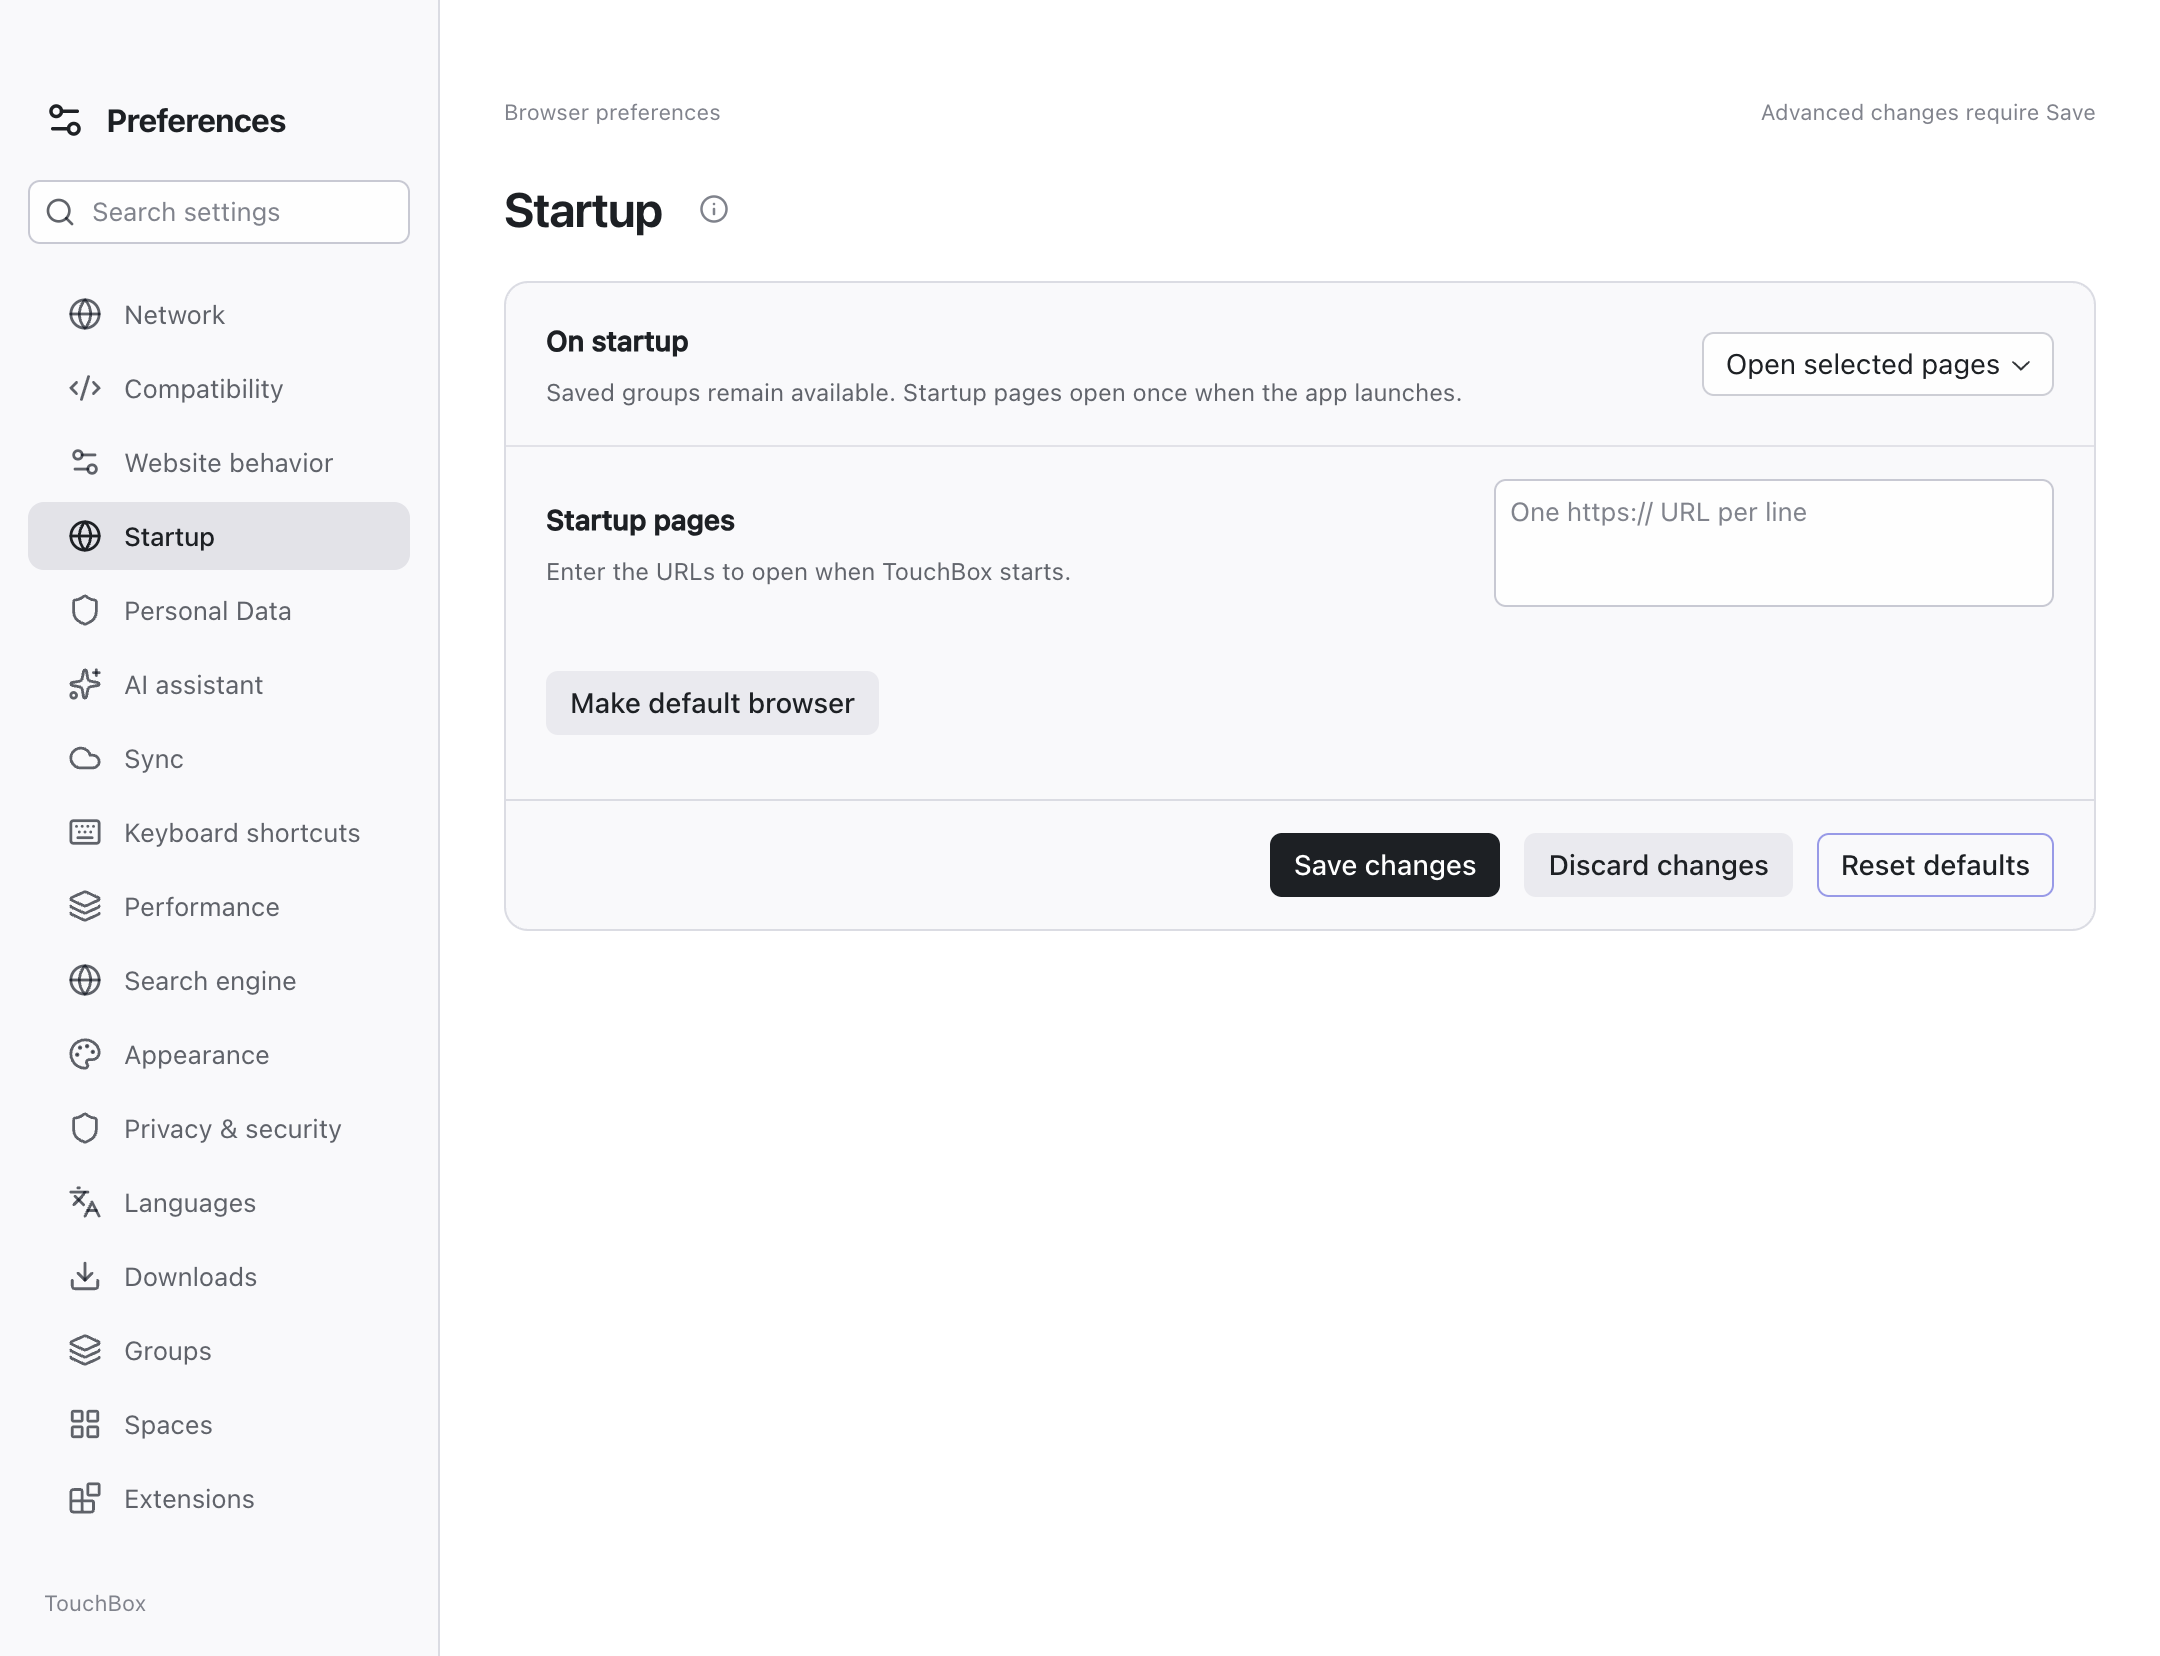 Preferences
Search settings
Network
Compatibility
Website behavior
Startup
Personal Data
AI assistant
Sync
Keyboard shortcuts
Performance
Search engine
Appearance
Privacy & security
Languages
Downloads
Groups
Spaces
Extensions
TouchBox
Browser preferences
Advanced changes require Save
Startup
On startup
Saved groups remain available. Startup pages open once when the app launches.
Open selected pages
Startup pages
Enter the URLs to open when TouchBox starts.
One https:// URL per line
Make default browser
Save changes
Discard changes
Reset defaults